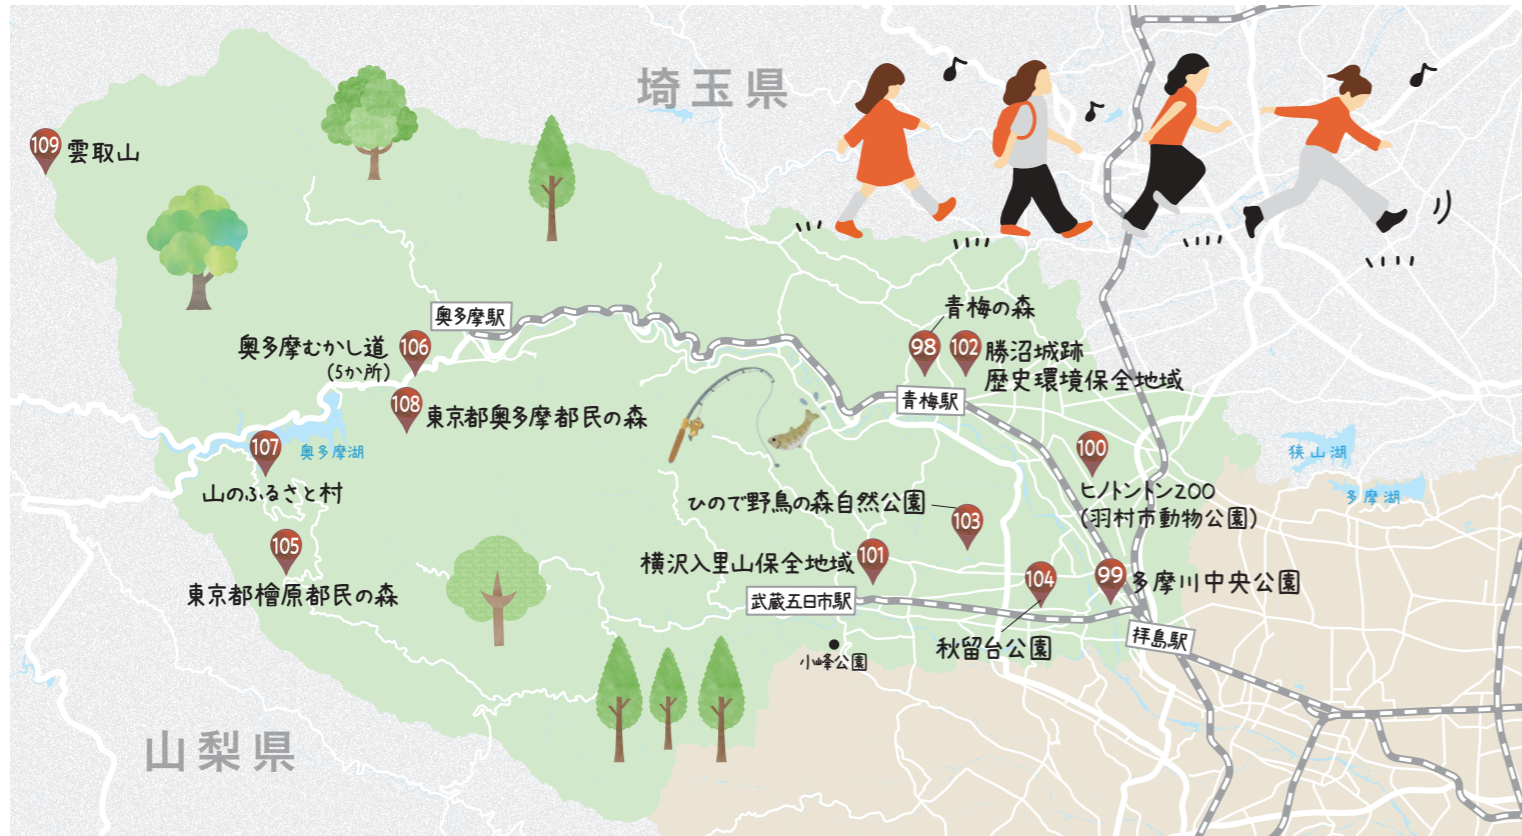 埼玉県
109 雲取山
奥多摩駅
青梅の森
98
102
勝沼城跡
歴史環境保全地域
奥多摩むかし道
(5か所)
106
108
東京都奥多摩都民の森
青梅駅
107
奥多摩湖
山のふるさと村
100
ヒノトントン200
(羽村市動物公園)
狭山湖
多摩湖
ひので野鳥の森自然公園
103
105
東京都檜原都民の森
横沢入里山保全地域
101
武蔵五日市駅
104
秋留台公園
99
多摩川中央公園
拝島駅
小峰公園
山梨県